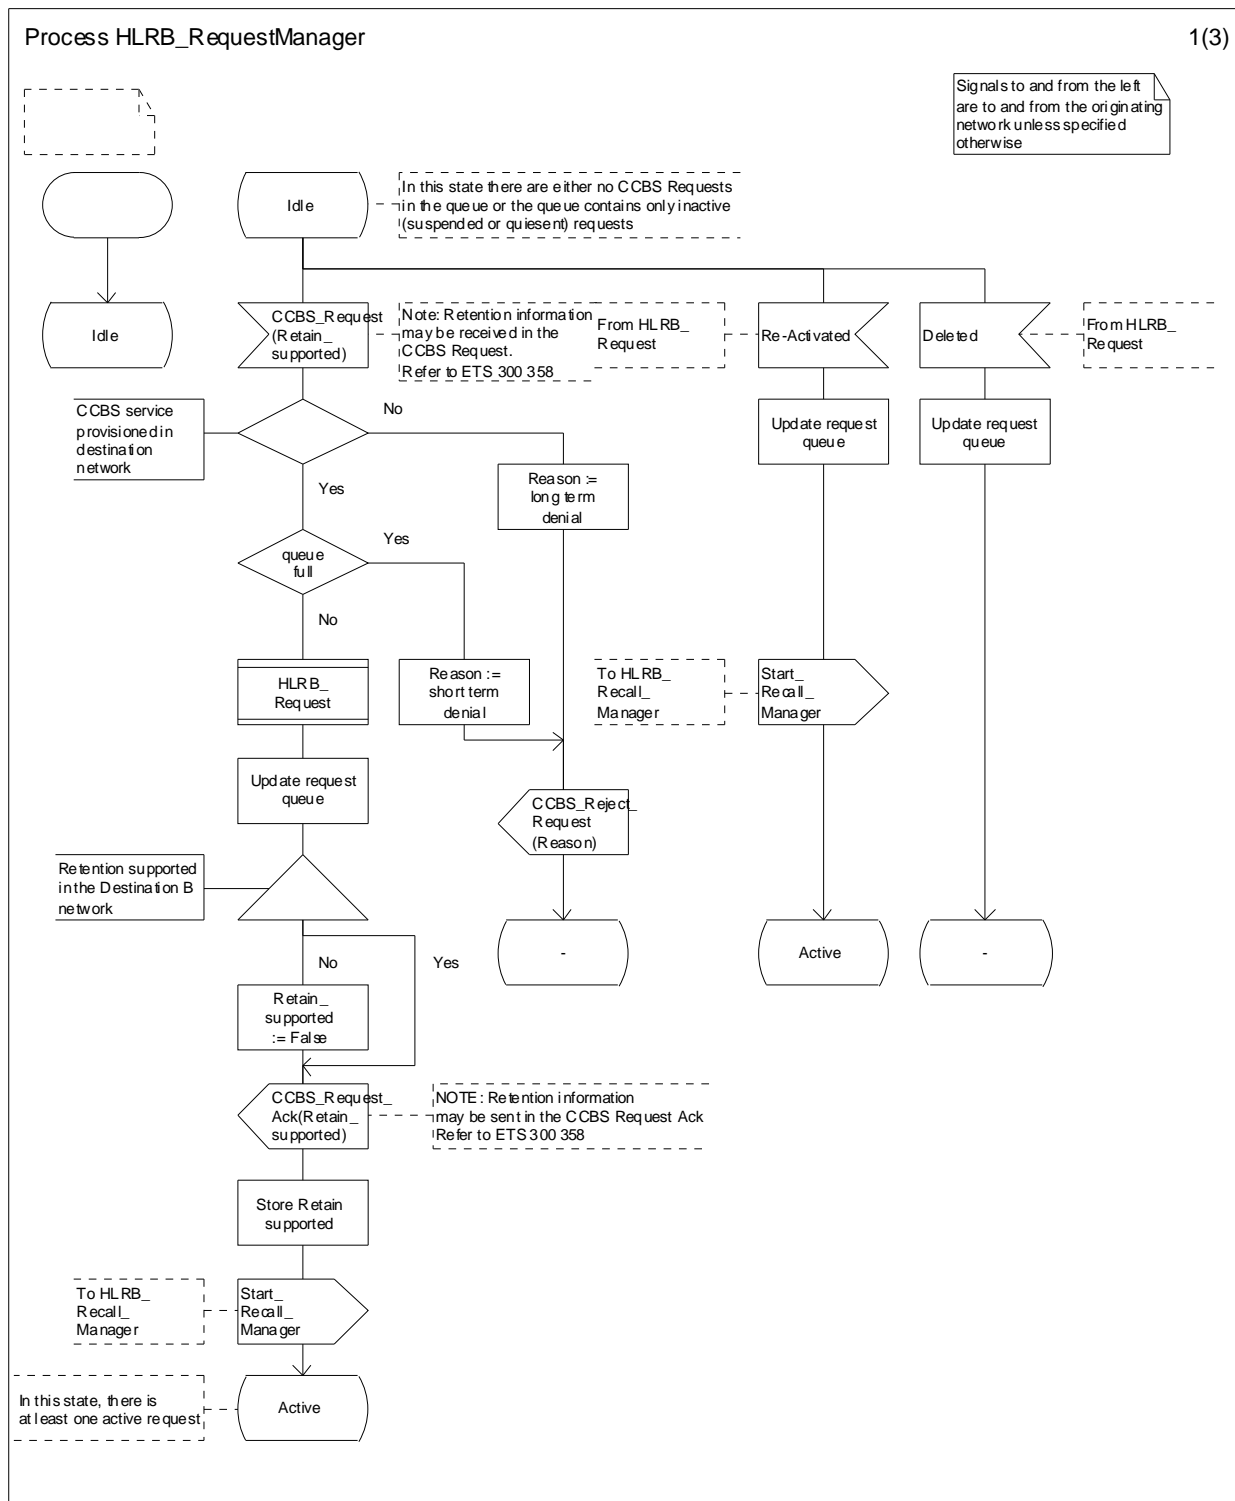 Process HLRB_RequestManager
1(3)
Signals to and from the left
are to and from the originating
network unless specified
otherwise
Idle
In this state there are either no CCBS Requests
in the queue or the queue contains only inactive
(suspended or quiesent) requests
Idle
CCBS_Request
(Retain_
supported)
Note: Retention information
may be received in the
CCBS Request.
Refer to ETS 300 358
From HLRB_
Request
Re-Activated
Deleted
From HLRB_
Request
CCBS service
provisioned in
destination
network
No
Yes
Reason :=
long term
denial
Update request
queue
Update request
queue
queue
full
Yes
No
HLRB_
Request
Reason :=
short term
denial
To HLRB_
Recall_
Manager
Start_
Recall_
Manager
Update request
queue
CCBS_Reject_
Request
(Reason)
Retention supported
in the Destination B
network
-
Active
-
No
Yes
Retain_
supported
:= False
CCBS_Request_
Ack(Retain_
supported)
NOTE: Retention information
may be sent in the CCBS Request Ack
Refer to ETS 300 358
Store Retain
supported
To HLRB_
Recall_
Manager
Start_
Recall_
Manager
In this state, there is
at least one active request
Active